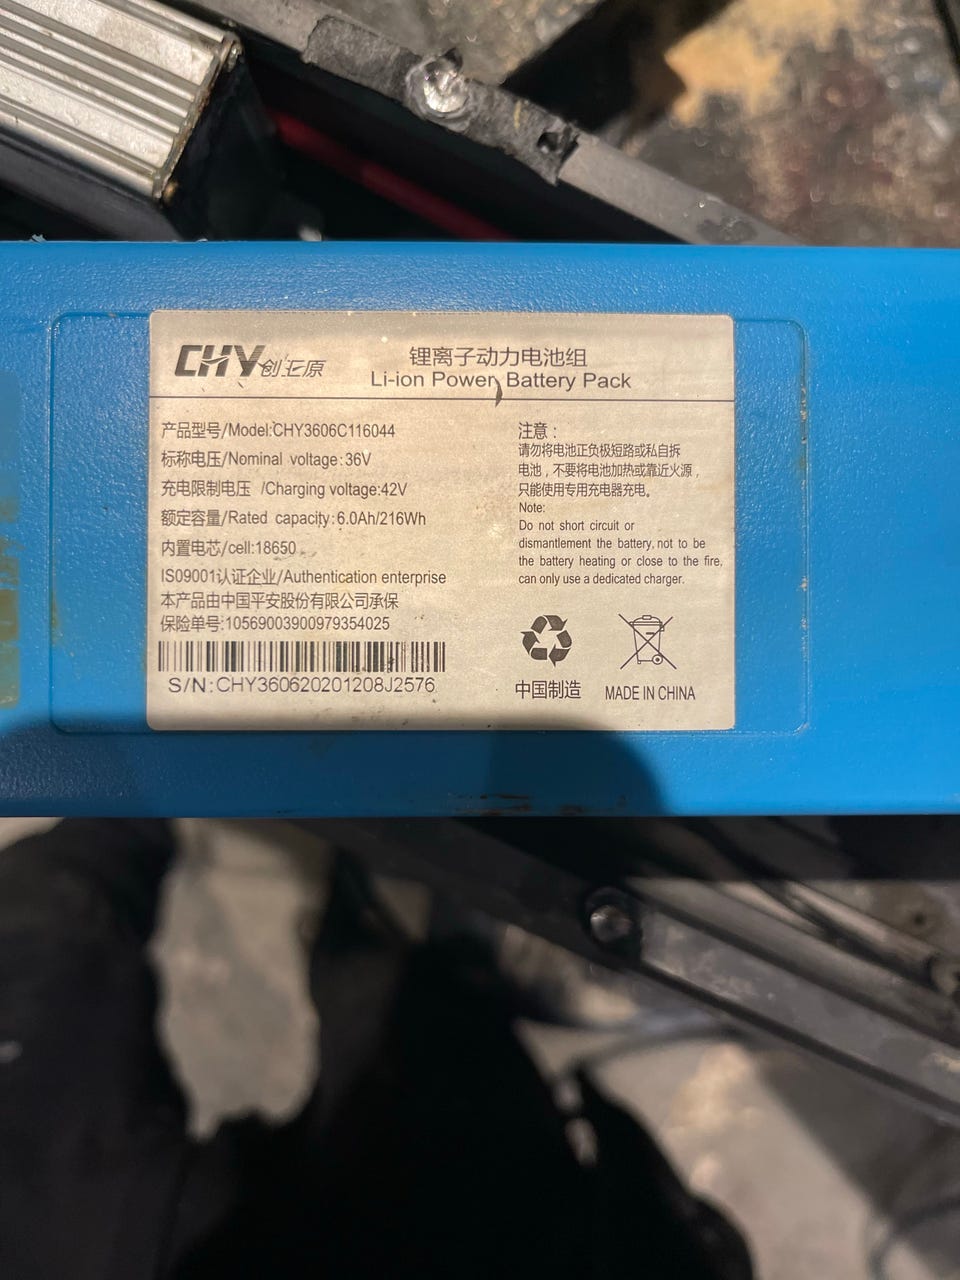 CHY创壬原
锂离子动力电池组
Li-ion Power Battery Pack
产品型号/Model:CHY3606C116044
标称电压/Nominal voltage:36V
充电限制电压 /Charging voltage:42V
额定容量/Rated capacity:6.0Ah/216Wh
内置电芯/cell:18650
IS09001认证企业/Authentication enterprise
本产品由中国平安股份有限公司承保
保险单号:10569003900979354025
S/N:CHY360620201208J2576
注意：
请勿将电池正负极短路或私自拆
电池，不要将电池加热或靠近火源，
只能使用专用充电器充电。
Note:
Do not short circuit or
dismantlement the battery, not to be
the battery heating or close to the fire,
can only use a dedicated charger.
中国制造 MADE IN CHINA